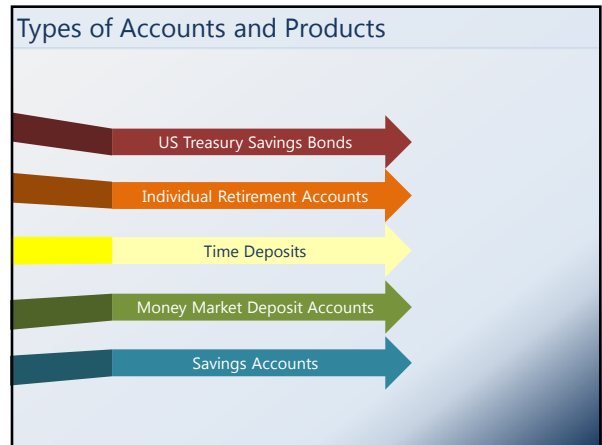 Types of Accounts and Products
US Treasury Savings Bonds
Individual Retirement Accounts
Time Deposits
Money Market Deposit Accounts
Savings Accounts